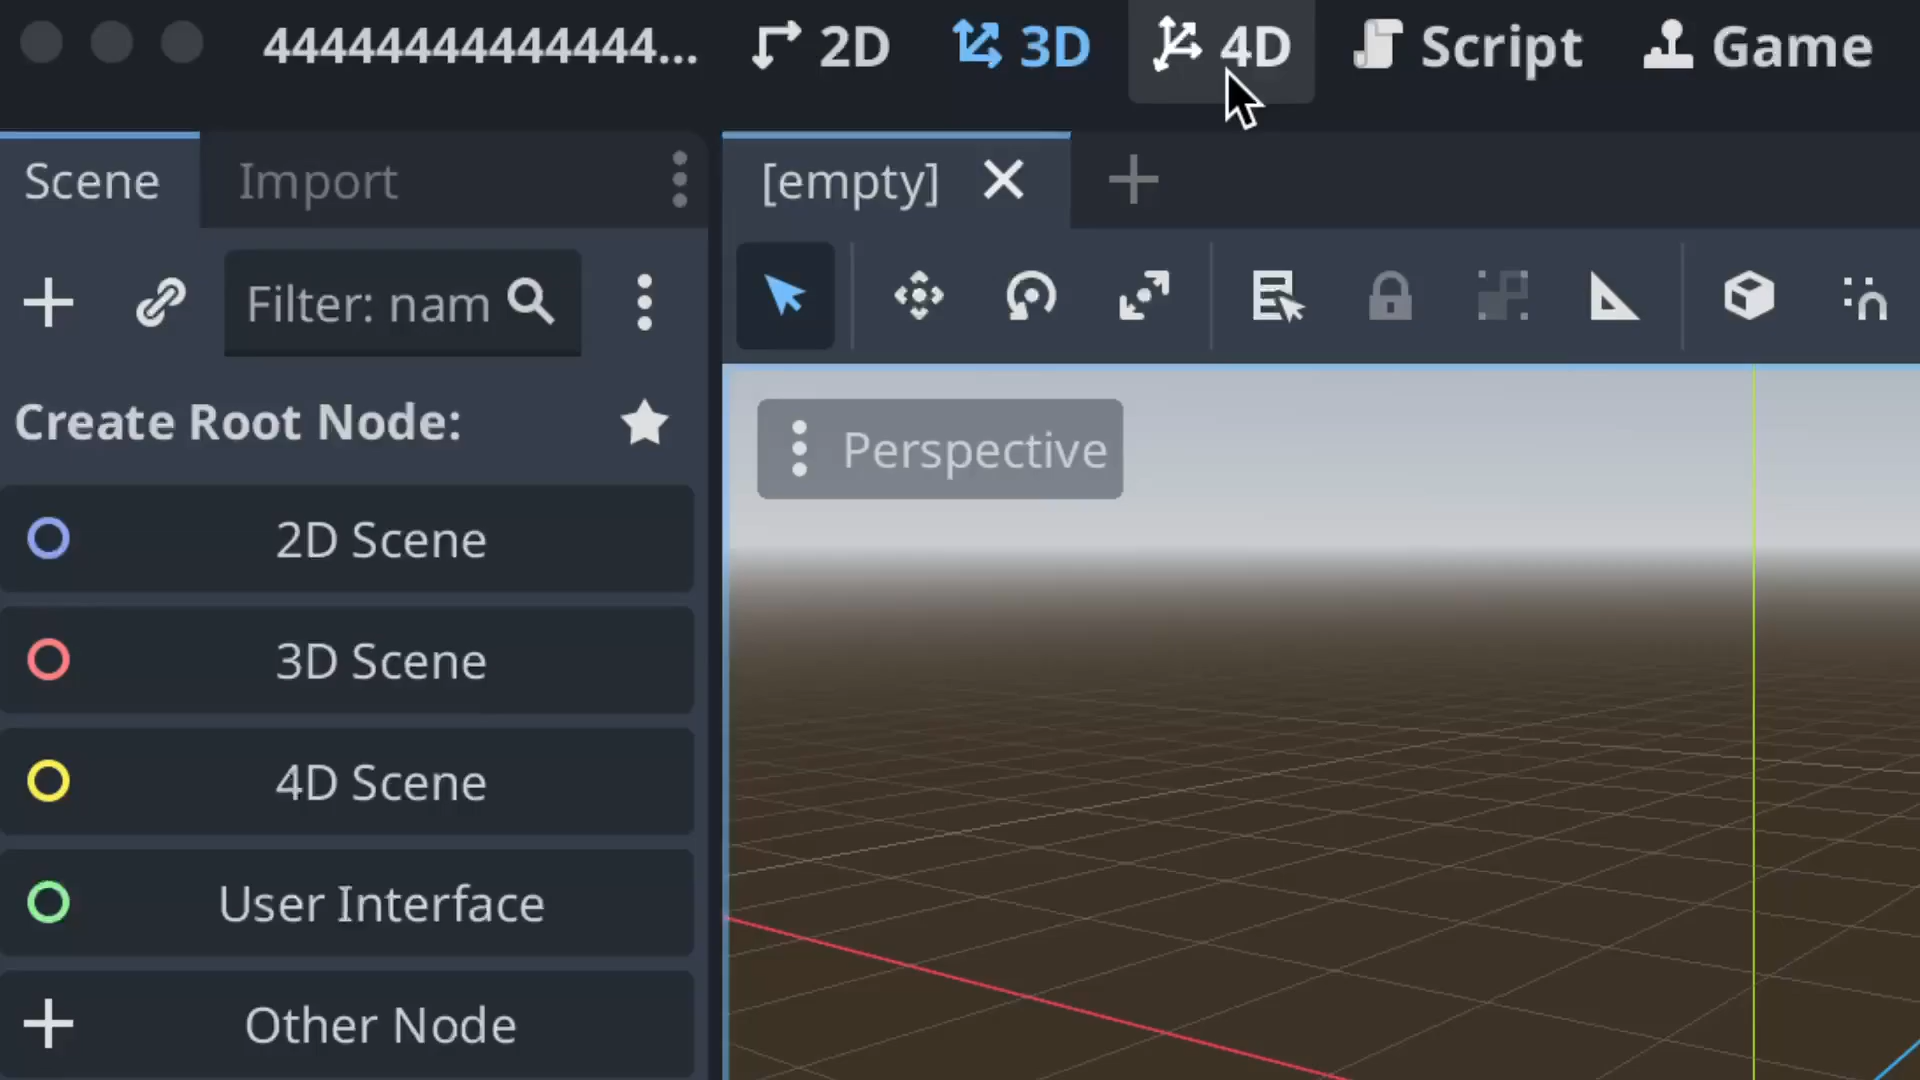 44444444444444... 2D 3D 4D Script Game
Scene Import
[empty]
Filter: nam
Create Root Node:
Perspective
2D Scene
3D Scene
4D Scene
User Interface
Other Node